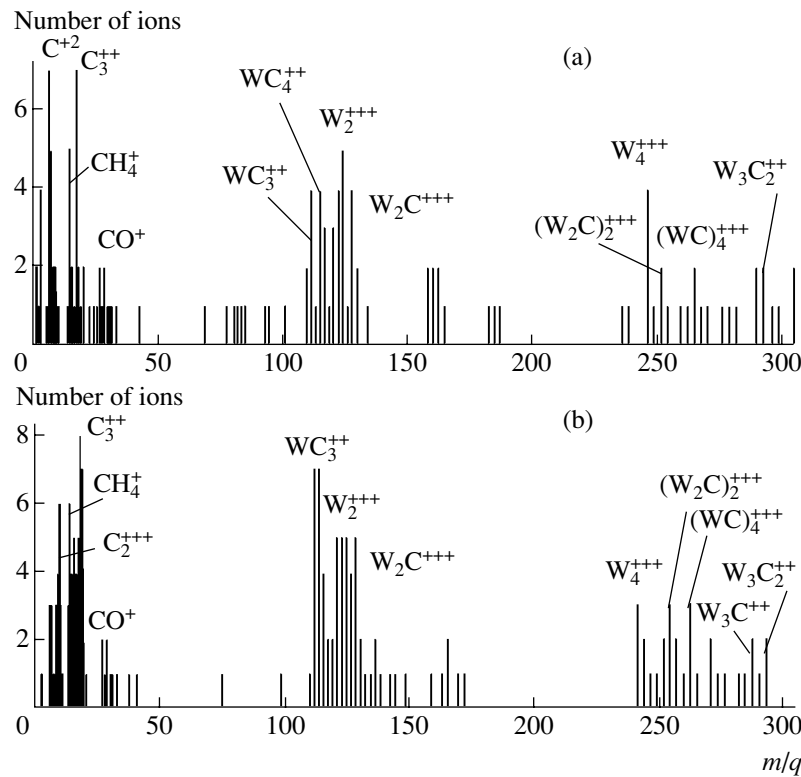 Number of ions
C⁺² C₃⁺⁺ (a)
WC₄⁺⁺
W₂⁺⁺⁺
6
W₄⁺⁺⁺ W₃C₂⁺⁺
CH₄⁺ WC₃⁺⁺
4
W₂C⁺⁺⁺
CO⁺ (W₂C)₂⁺⁺⁺ (WC)₄⁺⁺⁺
2
0 50 100 150 200 250 300
Number of ions
C₃⁺⁺ (b)
8
WC₃⁺⁺
CH₄⁺ (W₂C)₂⁺⁺⁺
6 W₂⁺⁺⁺
(WC)₄⁺⁺⁺
C₂⁺⁺⁺
W₂C⁺⁺⁺
4 W₄⁺⁺⁺ W₃C₂⁺⁺
W₃C⁺⁺
CO⁺
2
0 50 100 150 200 250 300
m/q